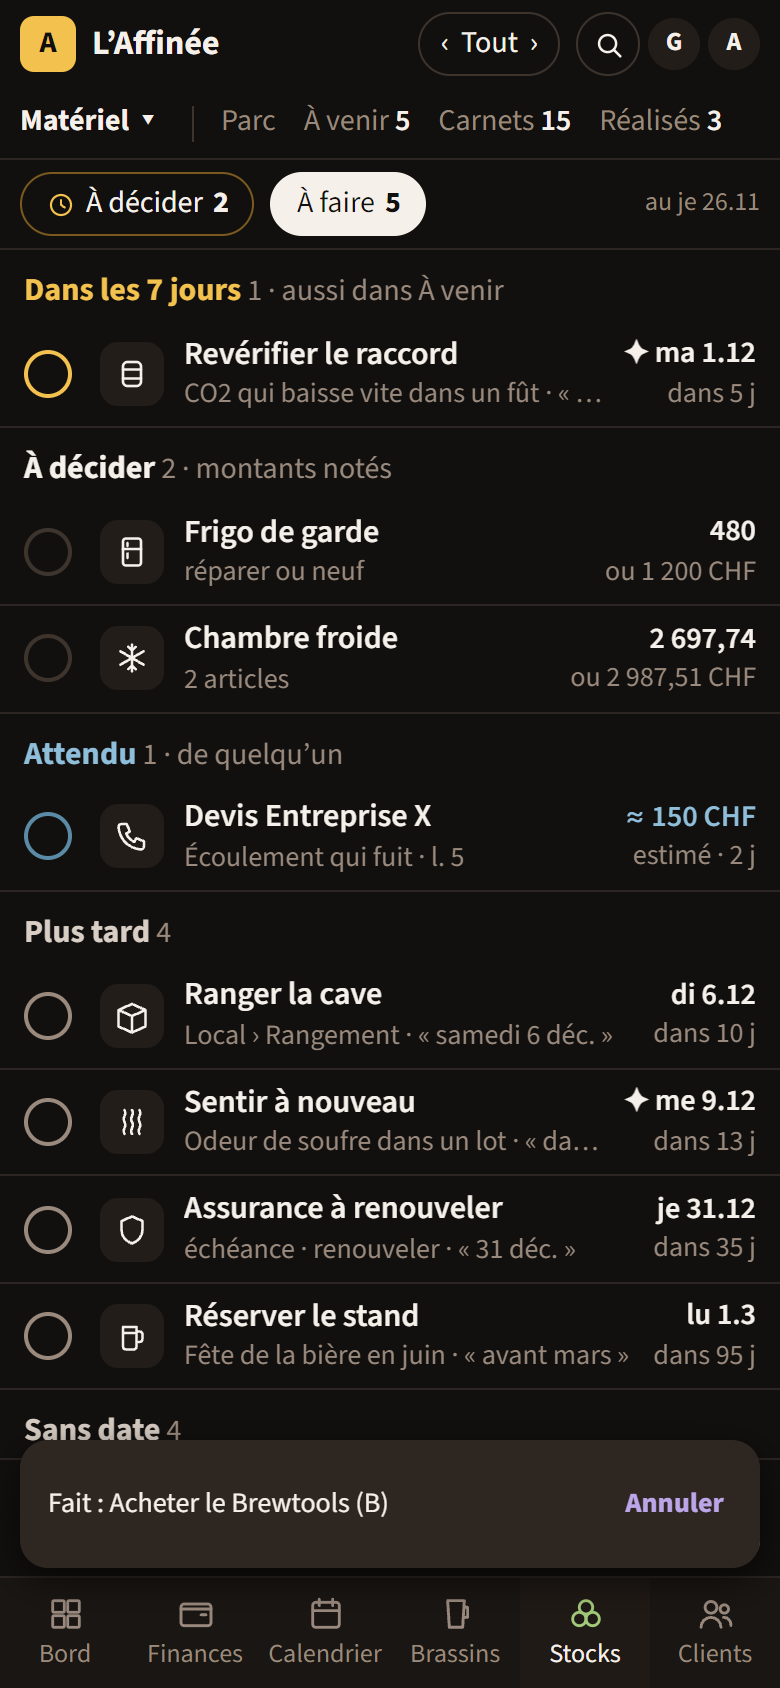 A L’Affinée ‹ Tout › G A
Matériel ▼ Parc À venir 5 Carnets 15 Réalisés 3
À décider 2 À faire 5 au je 26.11
Dans les 7 jours 1 · aussi dans À venir
Revérifier le raccord ✦ ma 1.12
CO2 qui baisse vite dans un fût · « … dans 5 j
À décider 2 · montants notés
Frigo de garde 480
réparer ou neuf ou 1 200 CHF
Chambre froide 2 697,74
2 articles ou 2 987,51 CHF
Attendu 1 · de quelqu’un
Devis Entreprise X ≈ 150 CHF
Écoulement qui fuit · l. 5 estimé · 2 j
Plus tard 4
Ranger la cave di 6.12
Local › Rangement · « samedi 6 déc. » dans 10 j
Sentir à nouveau ✦ me 9.12
Odeur de soufre dans un lot · « da… dans 13 j
Assurance à renouveler je 31.12
échéance · renouveler · « 31 déc. » dans 35 j
Réserver le stand lu 1.3
Fête de la bière en juin · « avant mars » dans 95 j
Sans date 4
Fait : Acheter le Brewtools (B) Annuler
Bord Finances Calendrier Brassins Stocks Clients